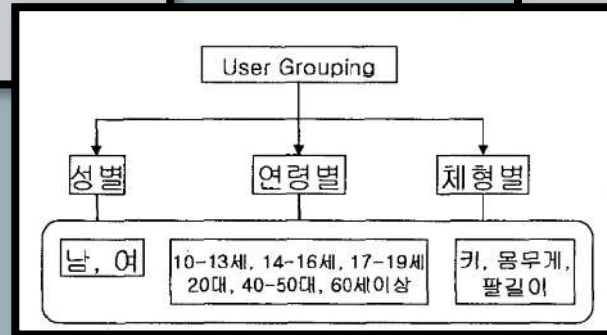 User Grouping
성별
연령별
체형별
남, 여
10-13세, 14-16세, 17-19세
20대, 40-50대, 60세이상
키, 몸무게,
팔길이